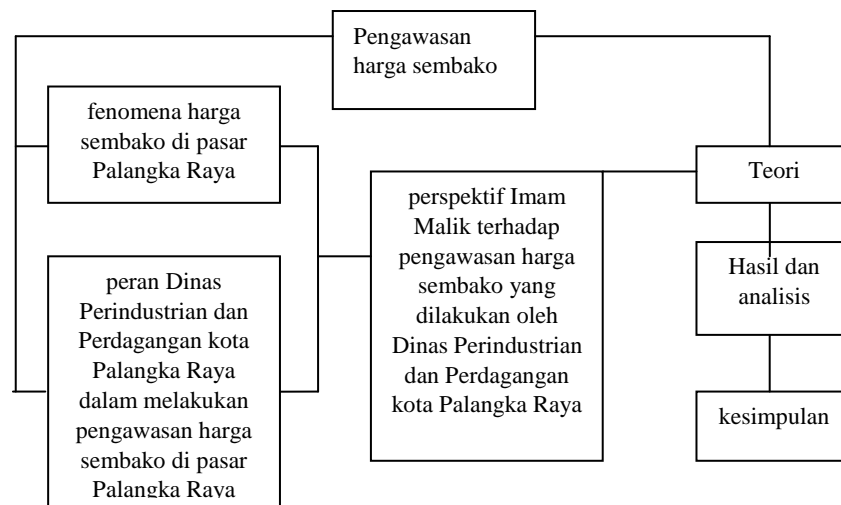 Pengawasan
harga sembako
fenomena harga
sembako di pasar
Palangka Raya
peran Dinas
Perindustrian dan
Perdagangan kota
Palangka Raya
dalam melakukan
pengawasan harga
sembako di pasar
Palangka Raya
perspektif Imam
Malik terhadap
pengawasan harga
sembako yang
dilakukan oleh
Dinas Perindustrian
dan Perdagangan
kota Palangka Raya
Teori
Hasil dan
analisis
kesimpulan